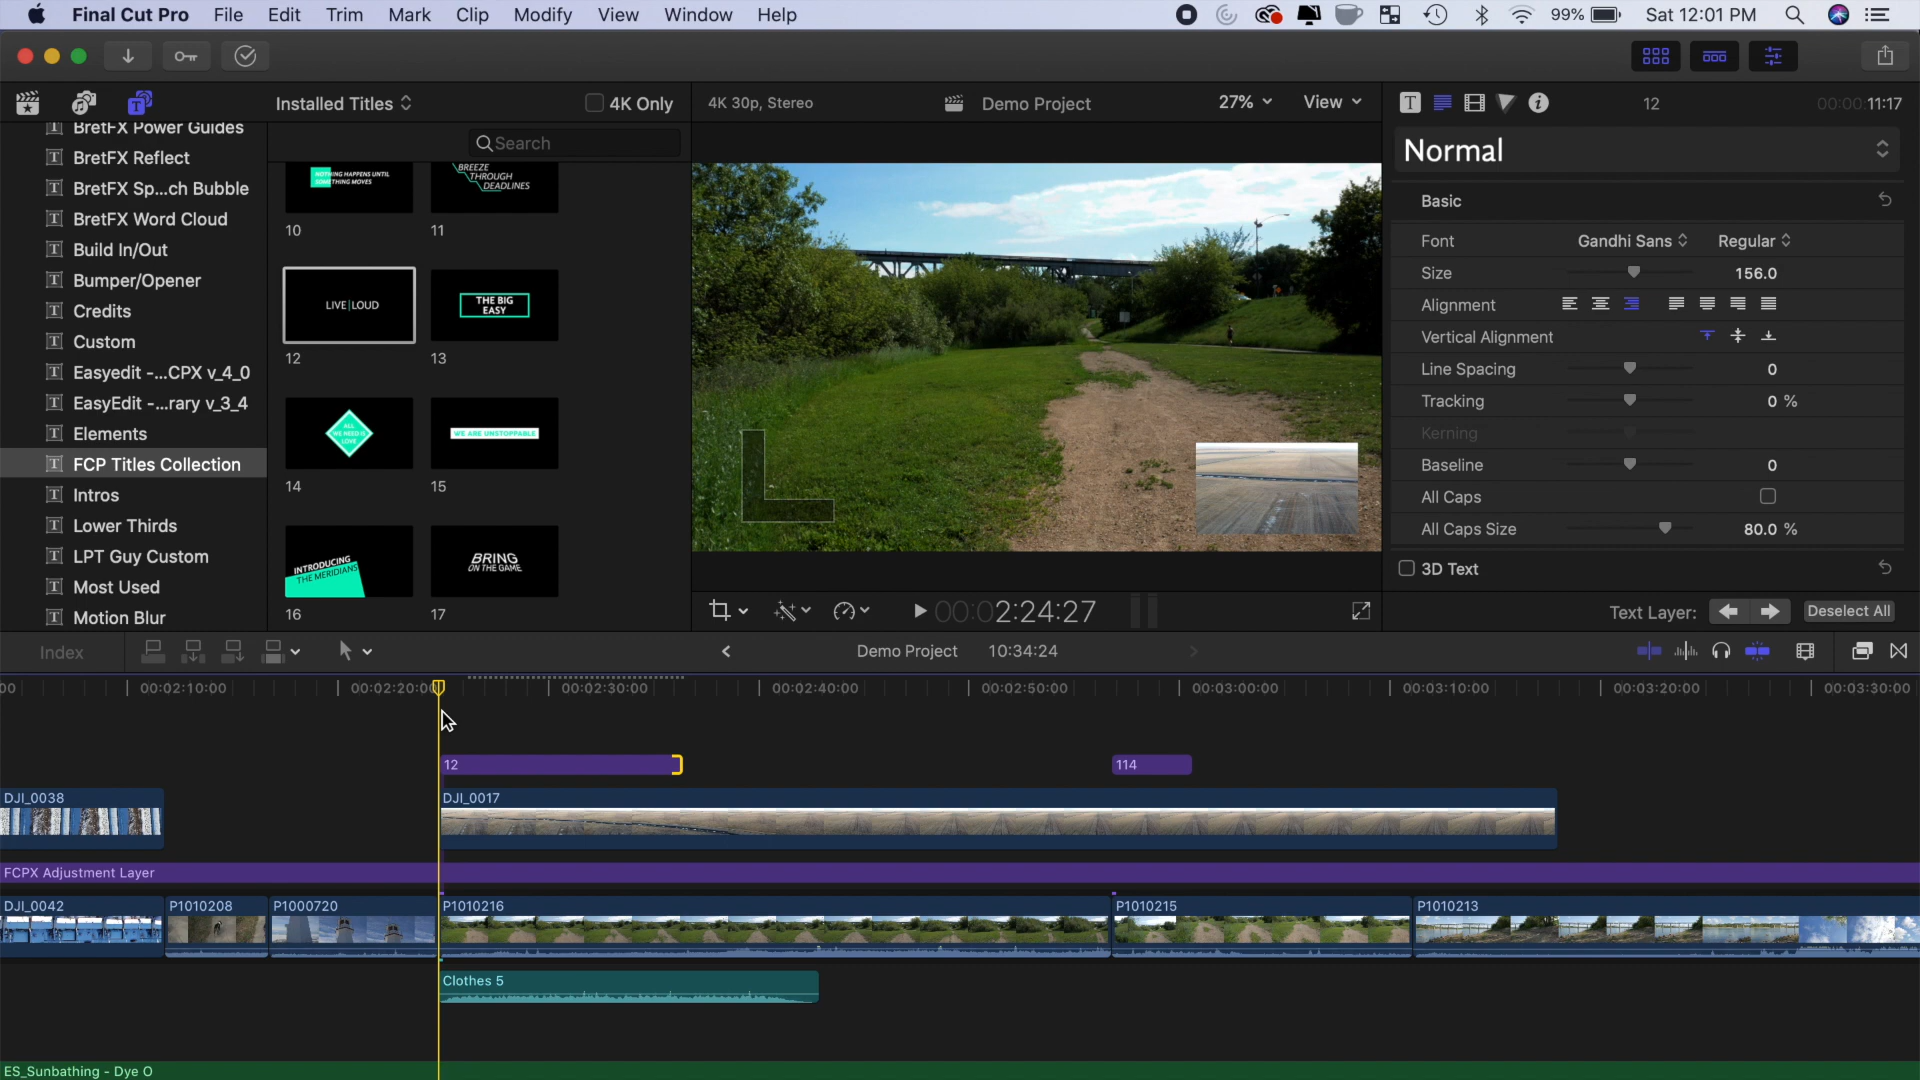 Final Cut Pro File Edit Trim Mark Clip Modify View Window Help 99% Sat 12:01 PM
Installed Titles 4K Only 4K 30p, Stereo Demo Project 27% View 12 00:00:11:17
Search
BretFX Power Guides
BretFX Reflect
BretFX Sp...ch Bubble
BretFX Word Cloud
Build In/Out
Bumper/Opener
Credits
Custom
Easyedit -...CPX v_4_0
EasyEdit -...rary v_3_4
Elements
FCP Titles Collection
Intros
Lower Thirds
LPT Guy Custom
Most Used
Motion Blur
NOTHING HAPPENS UNTIL
SOMETHING MOVES
10
BREEZE
THROUGH
DEADLINES
11
LIVE|LOUD
12
THE BIG
EASY
13
ALL
WE NEED IS
LOVE
14
WE ARE UNSTOPPABLE
15
INTRODUCING
THE MERIDIANS
16
BRING
ON THE GAME
17
L
00:02:24:27
Normal
Basic
Font Gandhi Sans Regular
Size 156.0
Alignment
Vertical Alignment
Line Spacing 0
Tracking 0 %
Kerning
Baseline 0
All Caps
All Caps Size 80.0 %
3D Text
Text Layer: Deselect All
Index Demo Project 10:34:24
00 00:02:10:00 00:02:20:00 00:02:30:00 00:02:40:00 00:02:50:00 00:03:00:00 00:03:10:00 00:03:20:00 00:03:30:00
12 114
DJI_0038 DJI_0017
FCPX Adjustment Layer
DJI_0042 P1010208 P1000720 P1010216 P1010215 P1010213
Clothes 5
ES_Sunbathing - Dye O